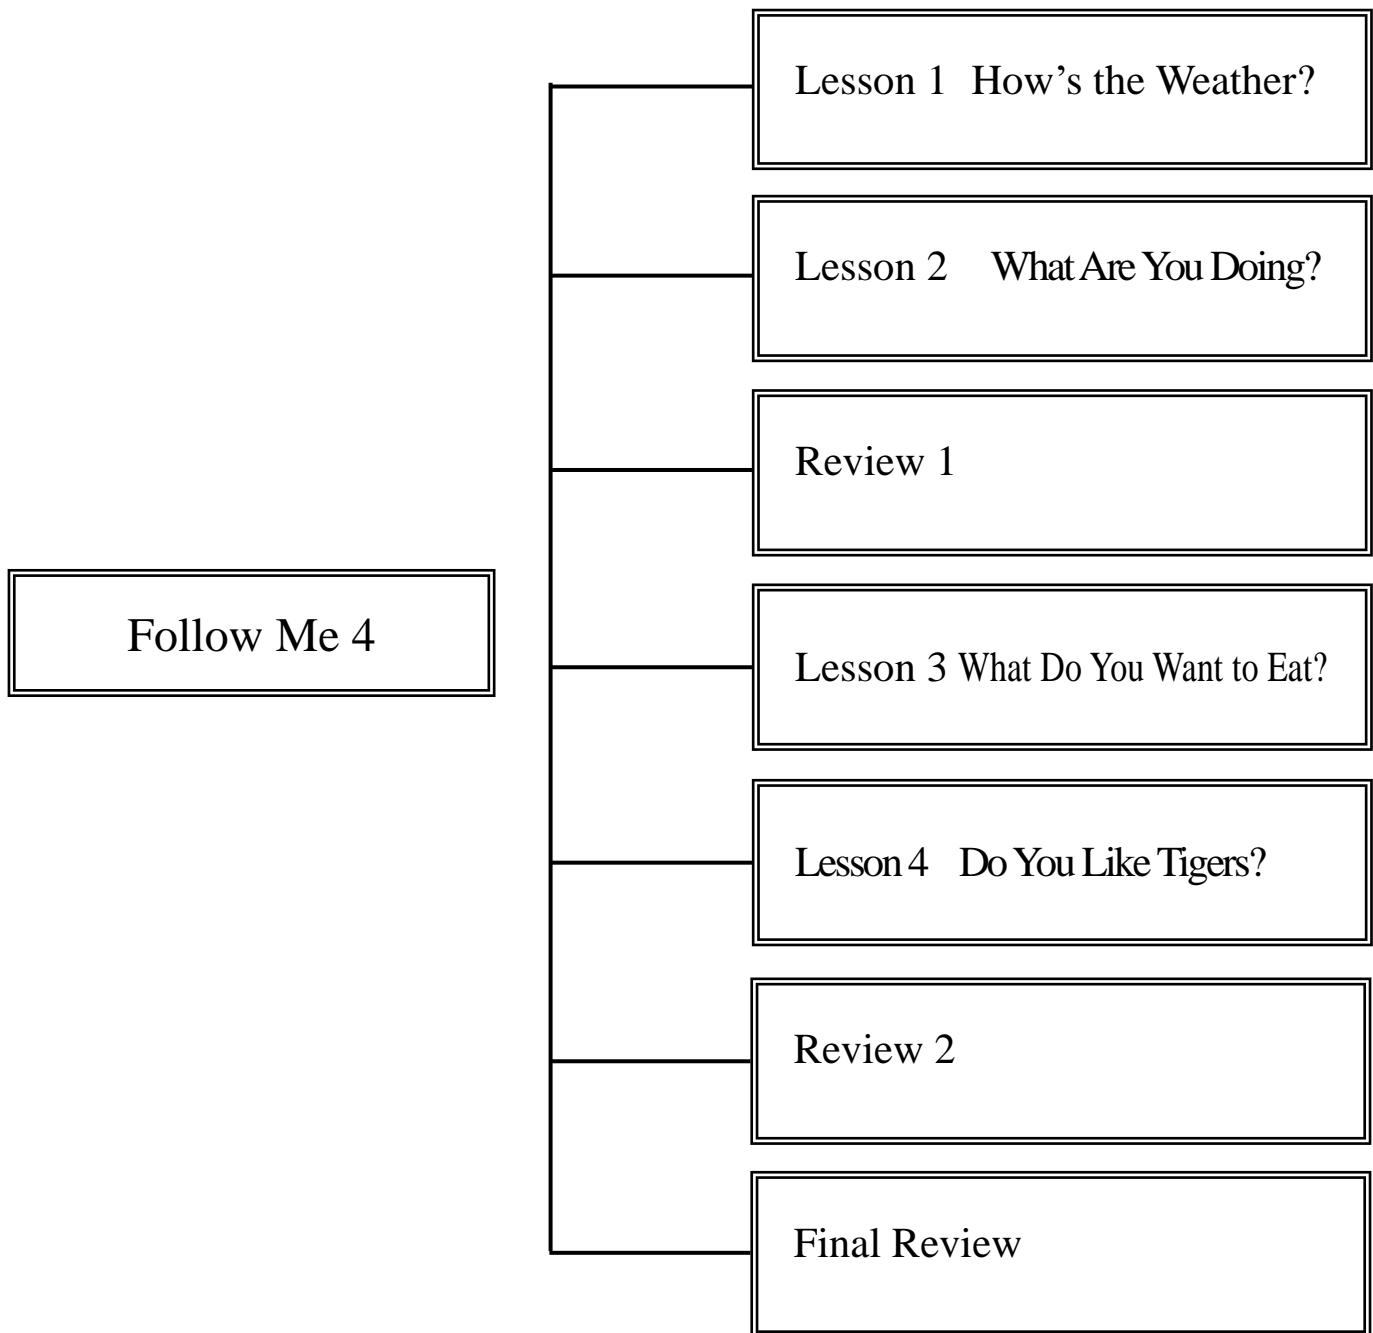 Lesson 1 How’s the Weather?
Lesson 2 What Are You Doing?
Review 1
Follow Me 4
Lesson 3 What Do You Want to Eat?
Lesson 4 Do You Like Tigers?
Review 2
Final Review